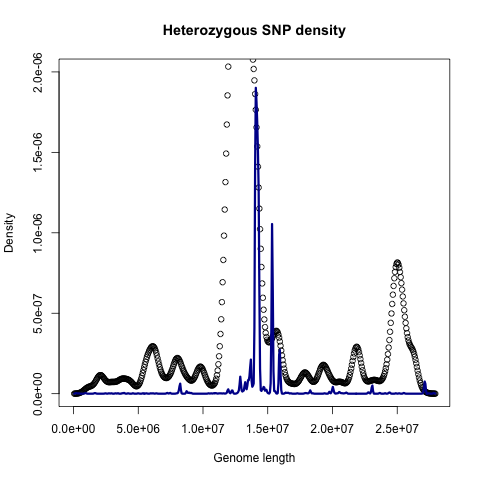 Heterozygous SNP density
Density
2.0e-06
1.5e-06
1.0e-06
5.0e-07
0.0e+00
0.0e+00 5.0e+06 1.0e+07 1.5e+07 2.0e+07 2.5e+07
Genome length